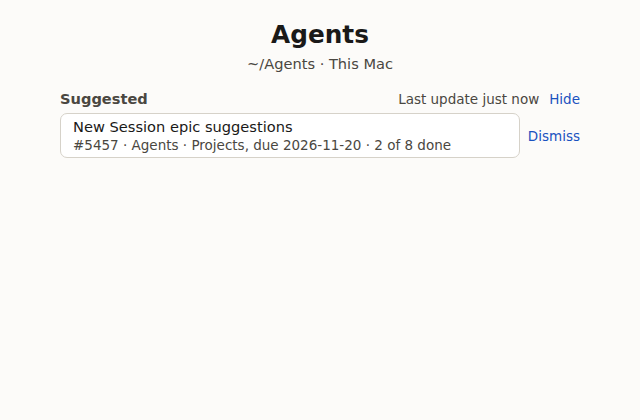 Agents
~/Agents · This Mac
Suggested
Last update just now Hide
New Session epic suggestions
#5457 · Agents · Projects, due 2026-11-20 · 2 of 8 done
Dismiss